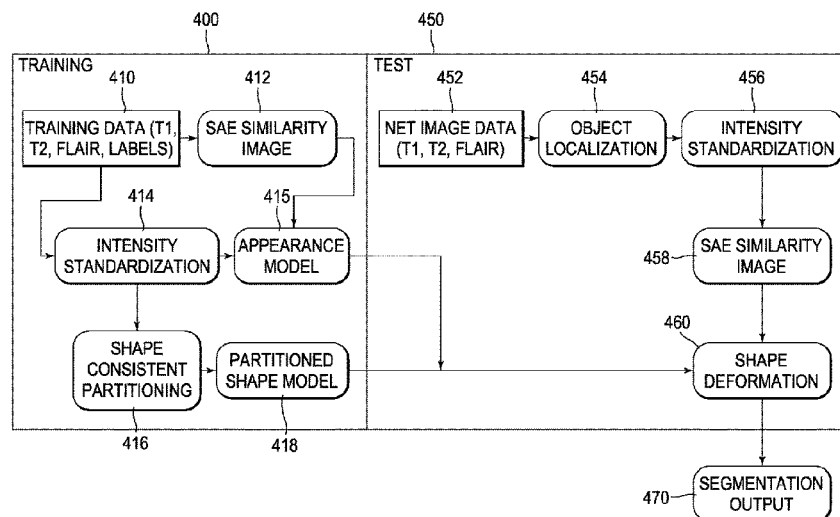 400
450
TRAINING
TEST
410
412
452
454
456
TRAINING DATA (T1,
T2, FLAIR, LABELS)
SAE SIMILARITY
IMAGE
NET IMAGE DATA
(T1, T2, FLAIR)
OBJECT
LOCALIZATION
INTENSITY
STANDARDIZATION
414
415
INTENSITY
STANDARDIZATION
APPEARANCE
MODEL
458
SAE SIMILARITY
IMAGE
460
SHAPE
CONSISTENT
PARTITIONING
PARTITIONED
SHAPE MODEL
SHAPE
DEFORMATION
416
418
470
SEGMENTATION
OUTPUT